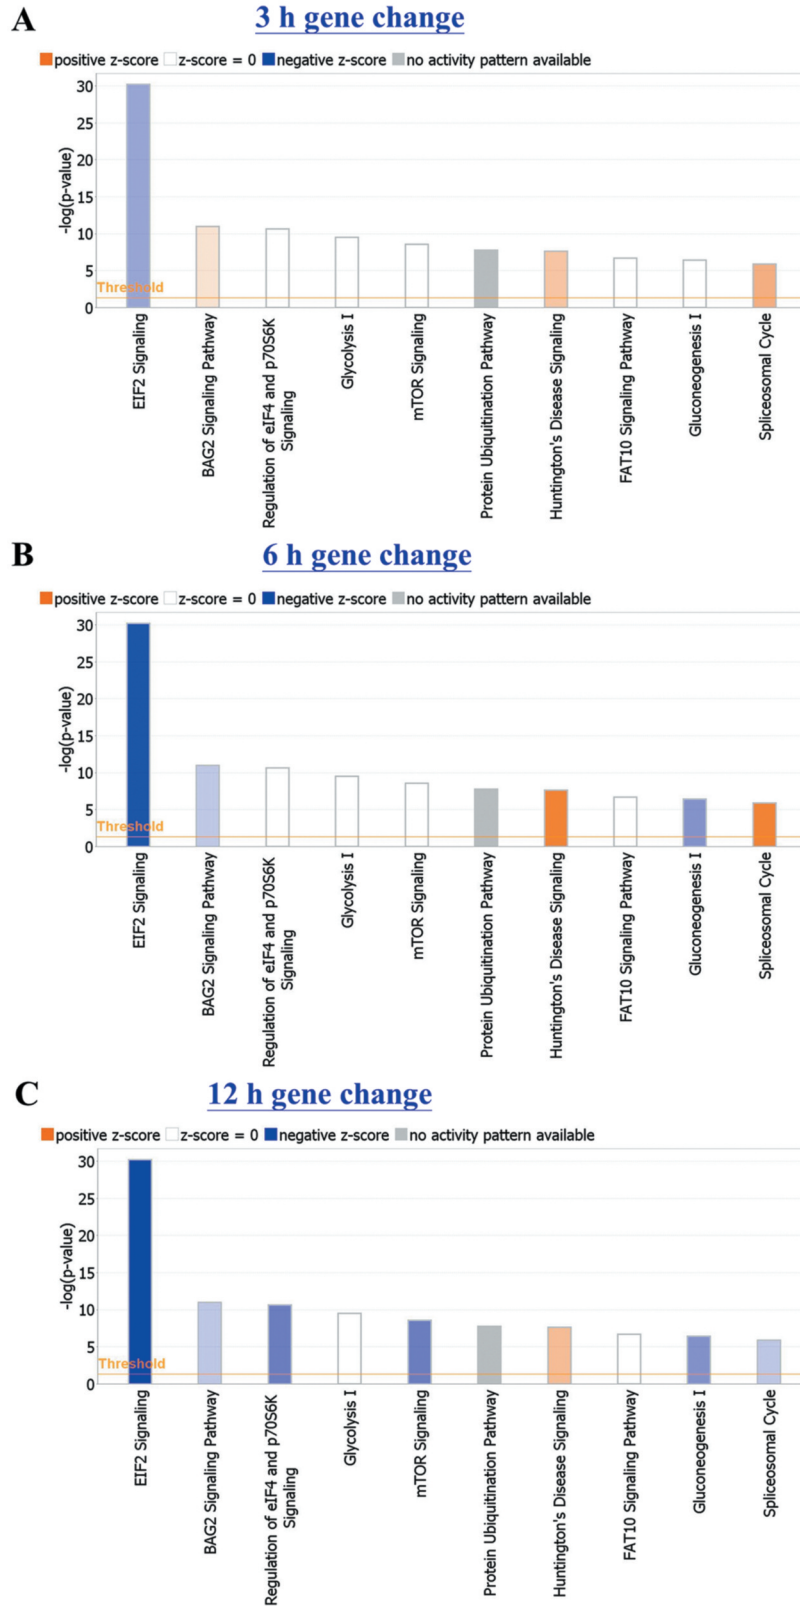 A
3 h gene change
positive z-score z-score = 0 negative z-score no activity pattern available
-log(p-value)
30
25
20
15
10
5
0
Threshold
EIF2 Signaling
BAG2 Signaling Pathway
Regulation of eIF4 and p70S6K
Signaling
Glycolysis I
mTOR Signaling
Protein Ubiquitination Pathway
Huntington's Disease Signaling
FAT10 Signaling Pathway
Gluconeogenesis I
Spliceosomal Cycle
B
6 h gene change
positive z-score z-score = 0 negative z-score no activity pattern available
-log(p-value)
30
25
20
15
10
5
0
Threshold
EIF2 Signaling
BAG2 Signaling Pathway
Regulation of eIF4 and p70S6K
Signaling
Glycolysis I
mTOR Signaling
Protein Ubiquitination Pathway
Huntington's Disease Signaling
FAT10 Signaling Pathway
Gluconeogenesis I
Spliceosomal Cycle
C
12 h gene change
positive z-score z-score = 0 negative z-score no activity pattern available
-log(p-value)
30
25
20
15
10
5
0
Threshold
EIF2 Signaling
BAG2 Signaling Pathway
Regulation of eIF4 and p70S6K
Signaling
Glycolysis I
mTOR Signaling
Protein Ubiquitination Pathway
Huntington's Disease Signaling
FAT10 Signaling Pathway
Gluconeogenesis I
Spliceosomal Cycle